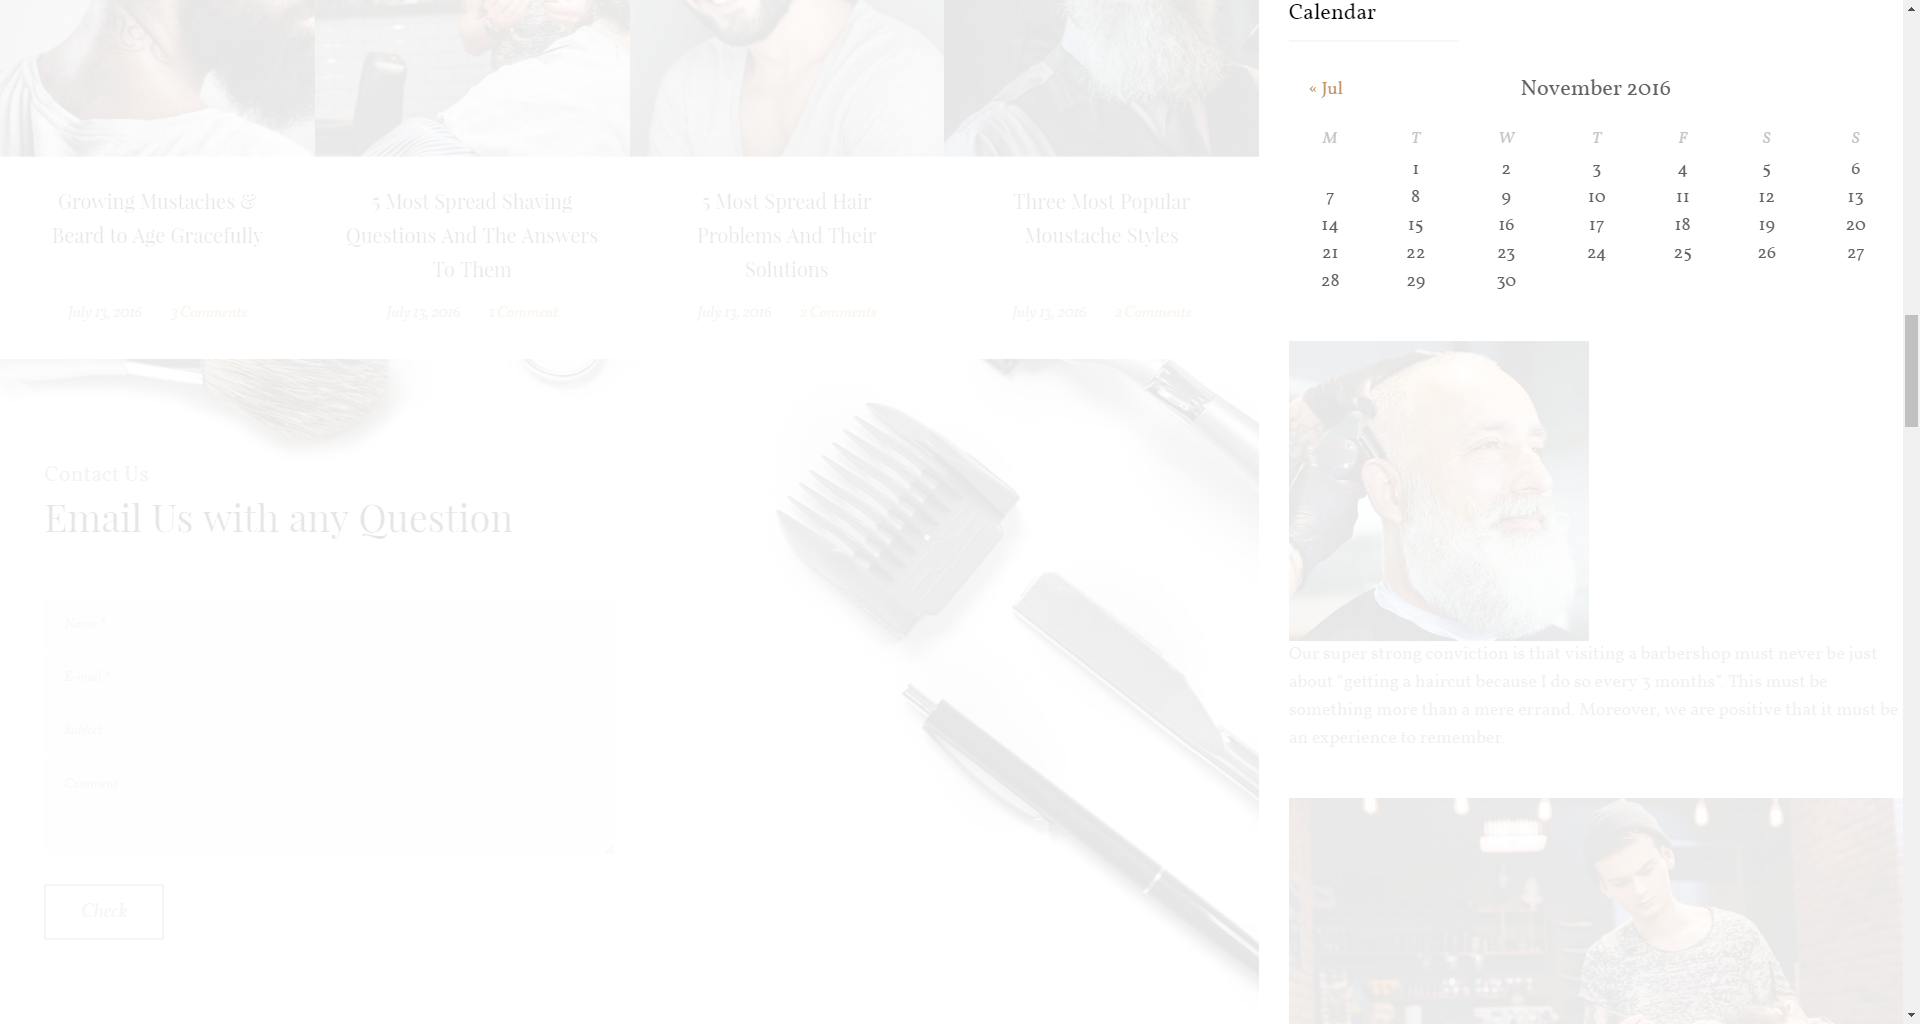 Growing Mustaches &
Beard to Age Gracefully
July 13, 2016 3 Comments
5 Most Spread Shaving
Questions And The Answers
To Them
July 13, 2016 1 Comment
5 Most Spread Hair
Problems And Their
Solutions
July 13, 2016 2 Comments
Three Most Popular
Moustache Styles
July 13, 2016 2 Comments
Contact Us
Email Us with any Question
Name *
E-mail *
Subject
Comment
Check
Calendar
« Jul November 2016
M T W T F S S
1 2 3 4 5 6
7 8 9 10 11 12 13
14 15 16 17 18 19 20
21 22 23 24 25 26 27
28 29 30
Our super strong conviction is that visiting a barbershop must never be just
about "getting a haircut because I do so every 3 months". This must be
something more than a mere errand. Moreover, we are positive that it must be
an experience to remember.